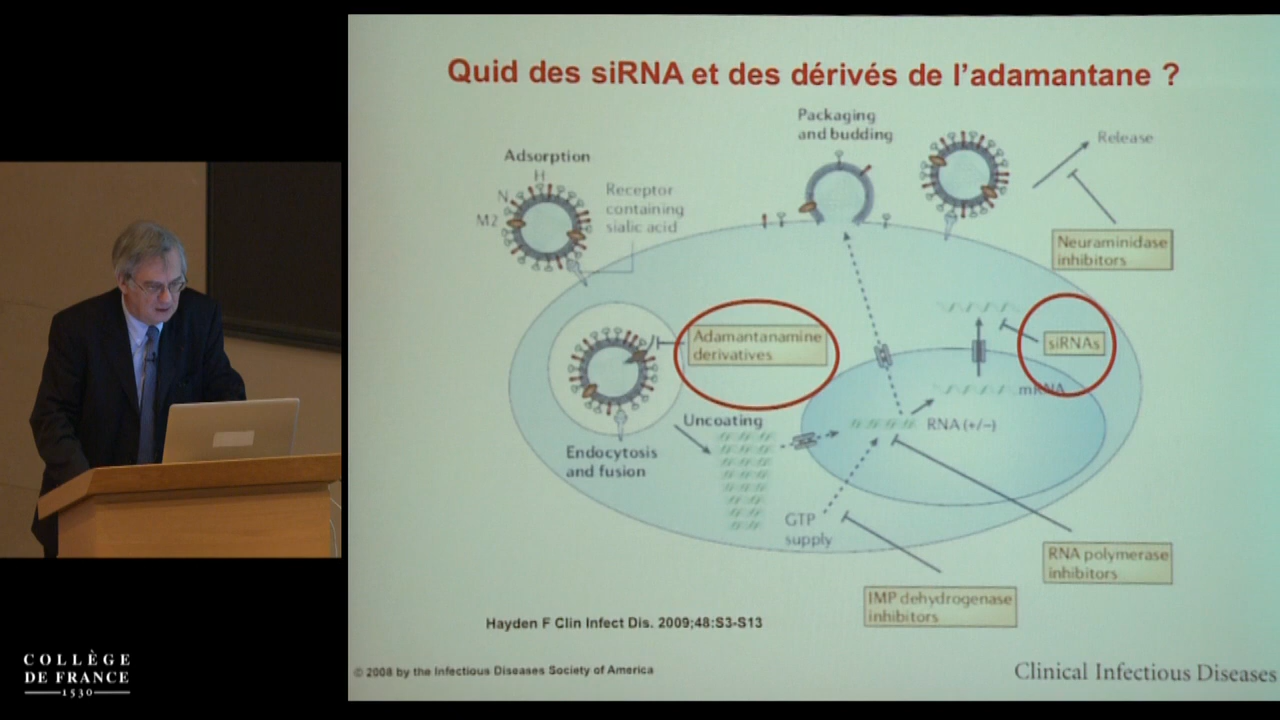 Quid des siRNA et des dérivés de l'adamantane ?
Packaging
and budding
Release
Adsorption
H
N
M2
Receptor
containing
sialic acid
Neuraminidase
inhibitors
Adamantanamine
derivatives
siRNAs
mRNA
Uncoating
RNA (+/−)
Endocytosis
and fusion
GTP
supply
RNA polymerase
inhibitors
IMP dehydrogenase
inhibitors
Hayden F Clin Infect Dis. 2009;48:S3-S13
© 2008 by the Infectious Diseases Society of America
Clinical Infectious Diseases
COLLÈGE
DE FRANCE
1530